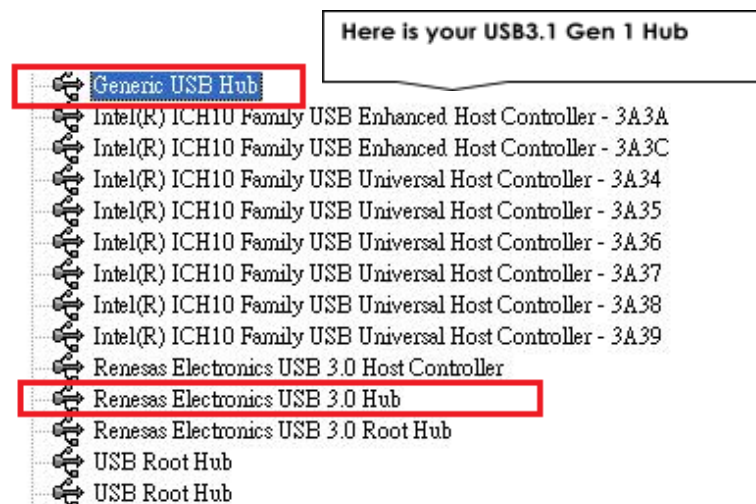 Here is your USB3.1 Gen 1 Hub
Generic USB Hub
Intel(R) ICH10 Family USB Enhanced Host Controller - 3A3A
Intel(R) ICH10 Family USB Enhanced Host Controller - 3A3C
Intel(R) ICH10 Family USB Universal Host Controller - 3A34
Intel(R) ICH10 Family USB Universal Host Controller - 3A35
Intel(R) ICH10 Family USB Universal Host Controller - 3A36
Intel(R) ICH10 Family USB Universal Host Controller - 3A37
Intel(R) ICH10 Family USB Universal Host Controller - 3A38
Intel(R) ICH10 Family USB Universal Host Controller - 3A39
Renesas Electronics USB 3.0 Host Controller
Renesas Electronics USB 3.0 Hub
Renesas Electronics USB 3.0 Root Hub
USB Root Hub
USB Root Hub